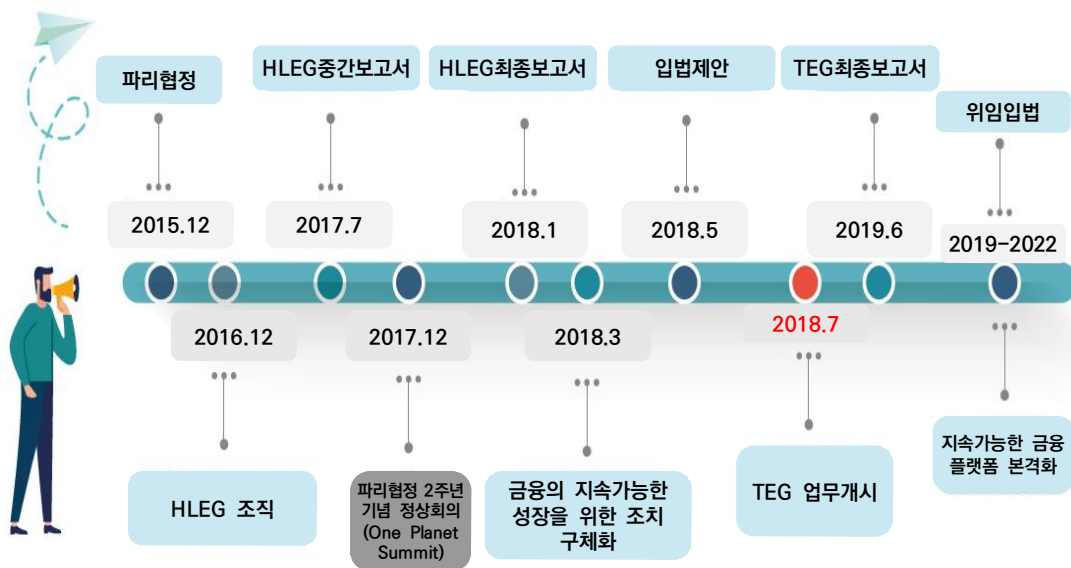 파리협정
HLEG중간보고서
HLEG최종보고서
입법제안
TEG최종보고서
위임입법
2015.12
2017.7
2018.1
2018.5
2019.6
2019-2022
2016.12
2017.12
2018.3
2018.7
HLEG 조직
파리협정 2주년
기념 정상회의
(One Planet
Summit)
금융의 지속가능한
성장을 위한 조치
구체화
TEG 업무개시
지속가능한 금융
플랫폼 본격화